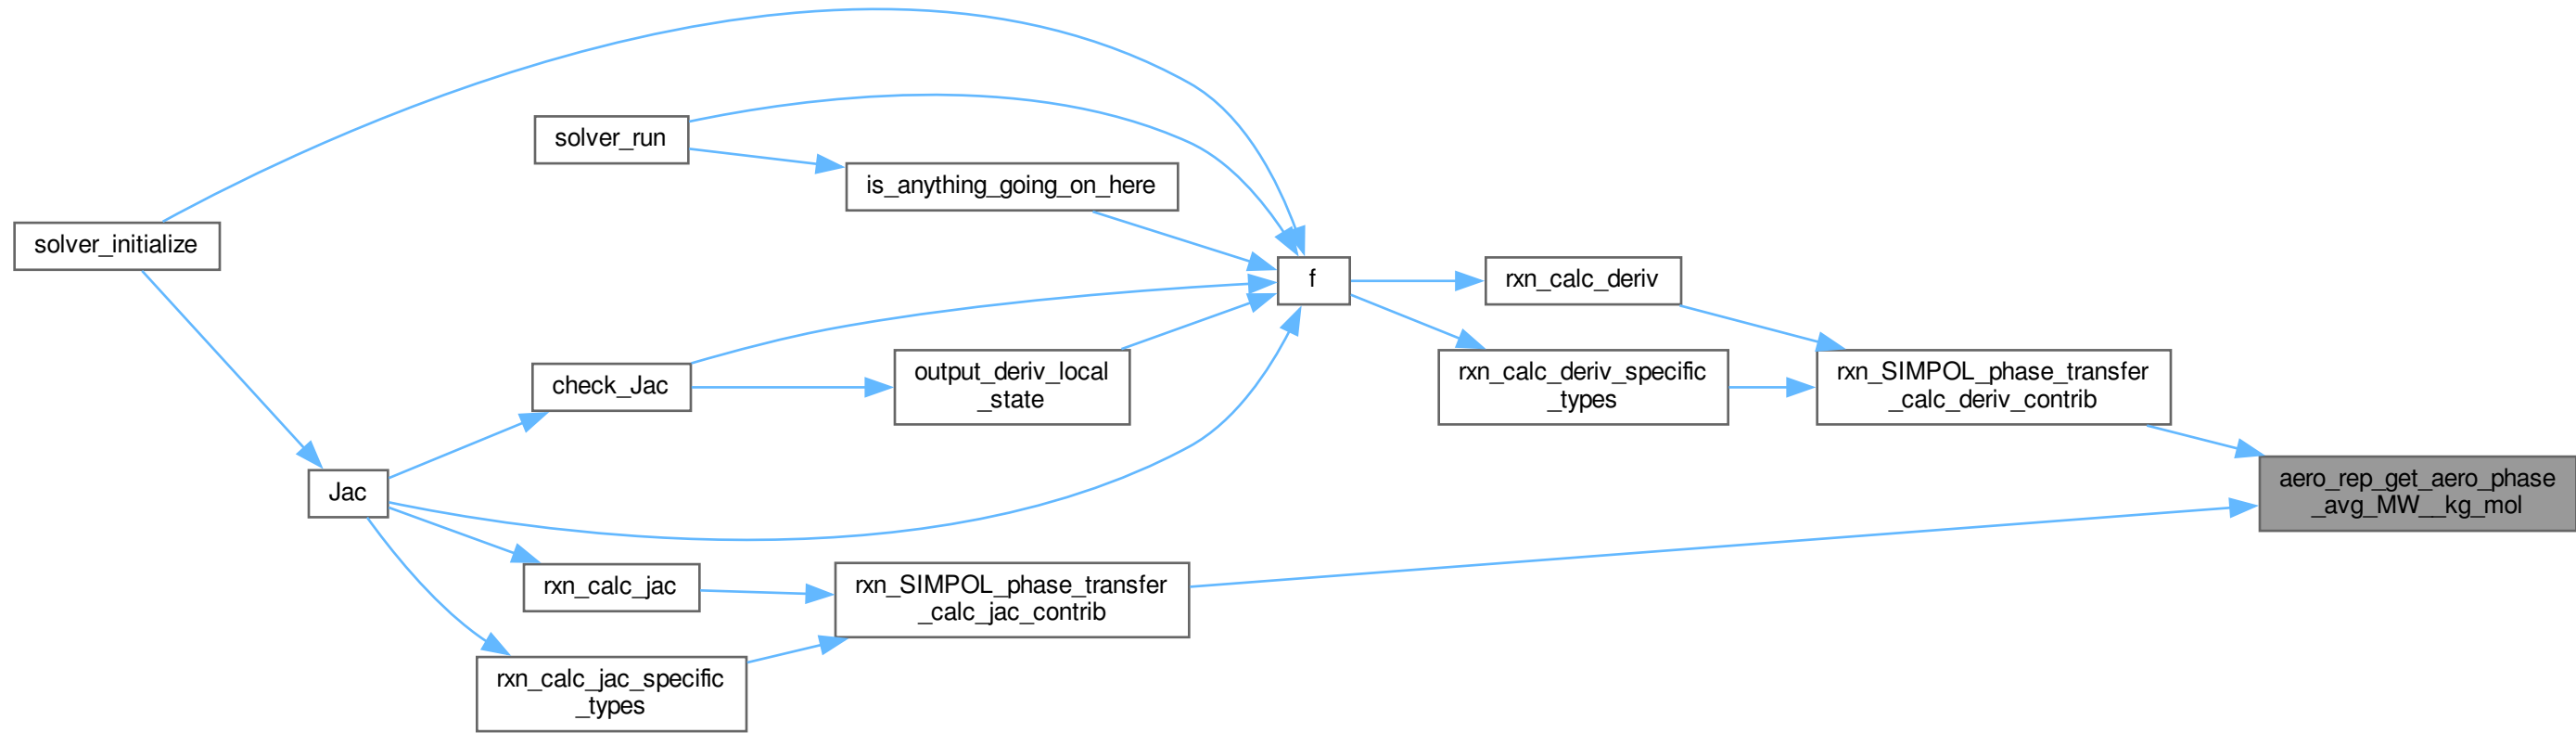 solver_run
is_anything_going_on_here
solver_initialize
f
rxn_calc_deriv
check_Jac
output_deriv_local
_state
rxn_calc_deriv_specific
_types
rxn_SIMPOL_phase_transfer
_calc_deriv_contrib
Jac
aero_rep_get_aero_phase
_avg_MW__kg_mol
rxn_calc_jac
rxn_SIMPOL_phase_transfer
_calc_jac_contrib
rxn_calc_jac_specific
_types